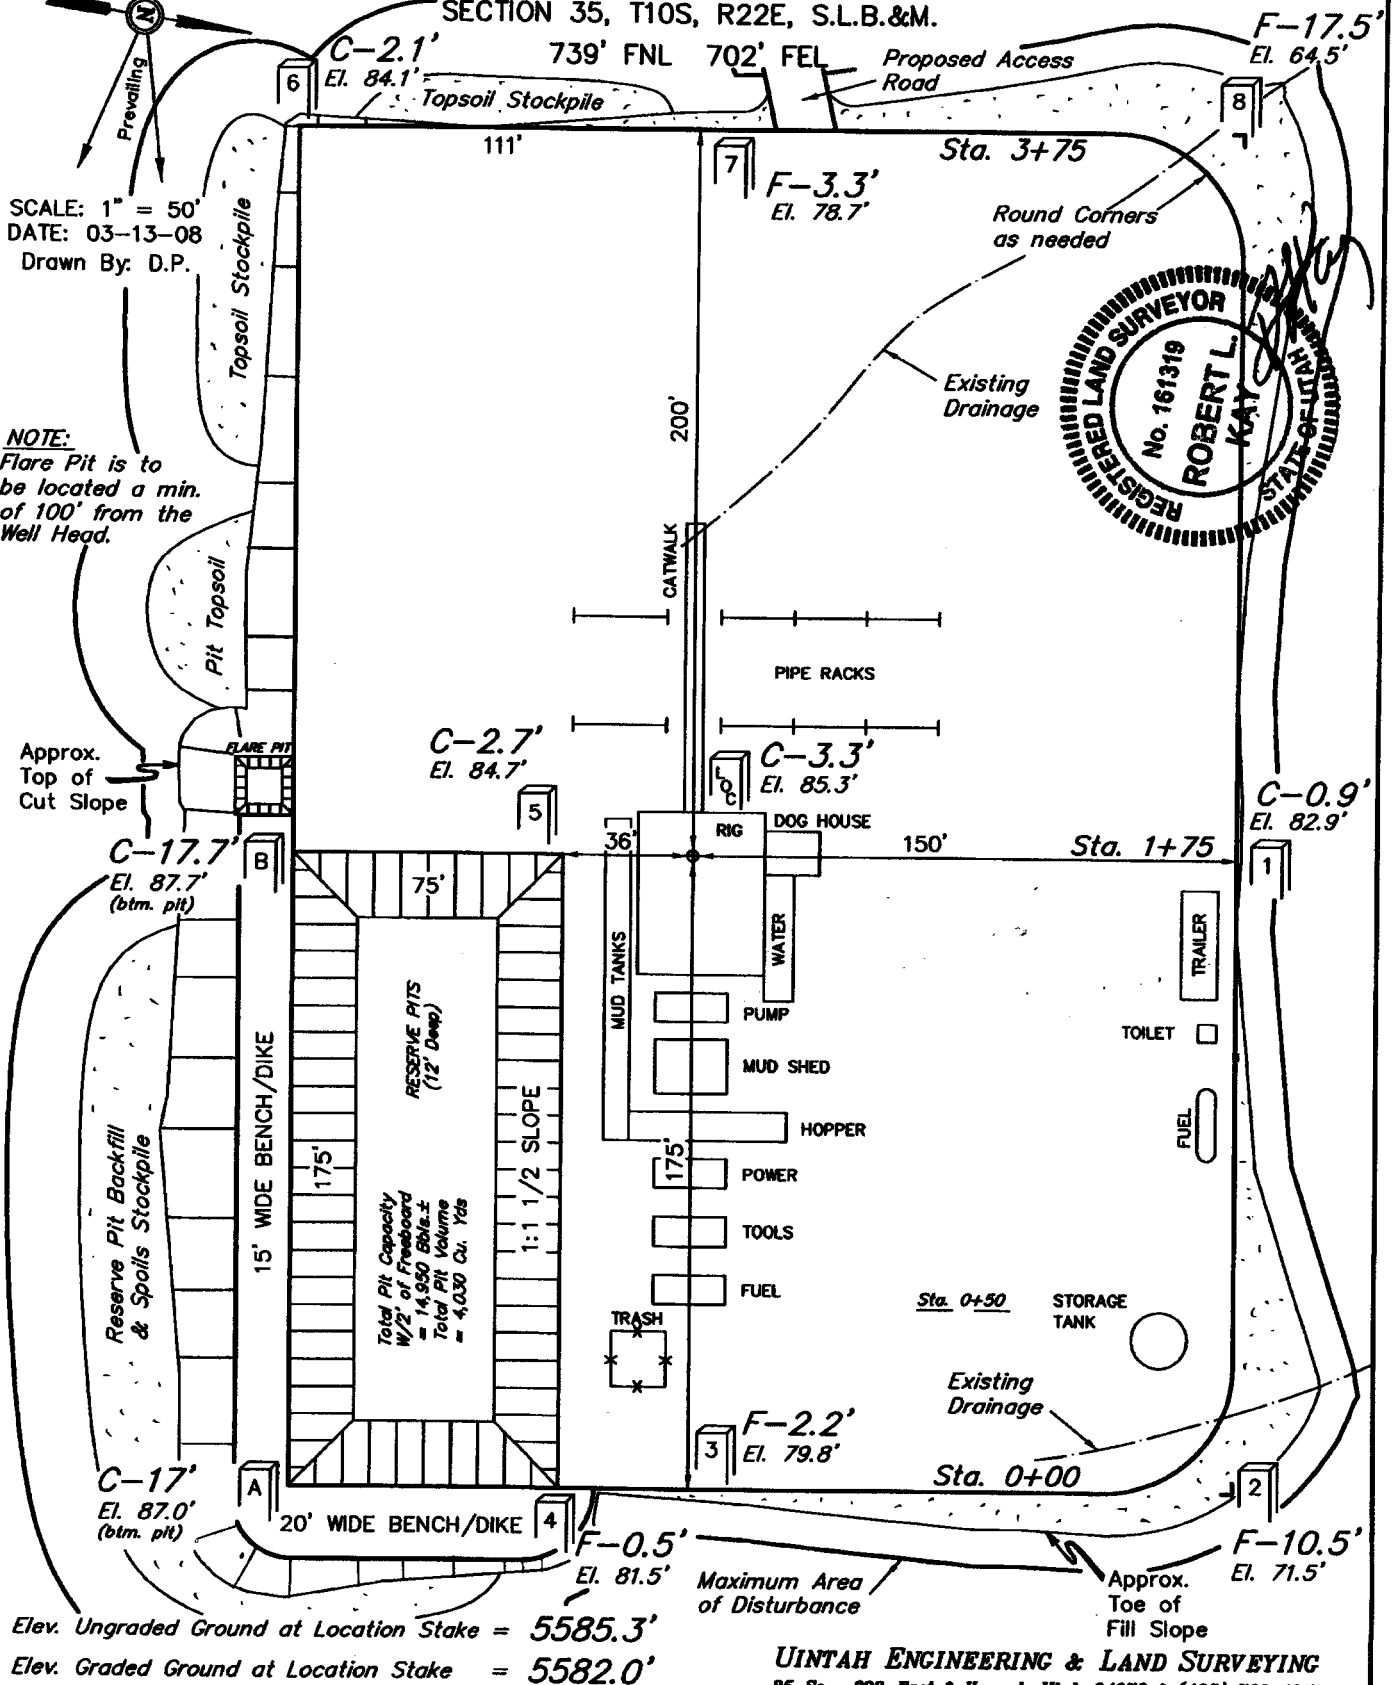 SECTION 35, T10S, R22E, S.L.B.&M.
739' FNL 702' FEL
N
Prevailing
SCALE: 1" = 50'
DATE: 03-13-08
Drawn By: D.P.
6
C-2.1'
El. 84.1'
Topsoil Stockpile
Proposed Access
Road
F-17.5'
El. 64.5'
8
111'
7
F-3.3'
El. 78.7'
Sta. 3+75
Round Corners
as needed
Topsoil Stockpile
REGISTERED LAND SURVEYOR
No. 161319
ROBERT L.
KAY
STATE OF UTAH
200'
Existing
Drainage
NOTE:
Flare Pit is to
be located a min.
of 100' from the
Well Head.
CATWALK
Pit Topsoil
PIPE RACKS
Approx.
Top of
Cut Slope
FLARE PIT
C-2.7'
El. 84.7'
5
LOC
C-3.3'
El. 85.3'
C-0.9'
El. 82.9'
1
C-17.7'
El. 87.7'
(btm. pit)
B
36'
RIG
DOG HOUSE
150'
Sta. 1+75
75'
MUD TANKS
WATER
TRAILER
RESERVE PITS
(12' Deep)
PUMP
TOILET
MUD SHED
15' WIDE BENCH/DIKE
1:1 1/2 SLOPE
HOPPER
FUEL
Reserve Pit Backfill
& Spoils Stockpile
175'
175'
POWER
Total Pit Capacity
W/2' of Freeboard
= 14,950 Bbls.±
Total Pit Volume
= 4,030 Cu. Yds
TOOLS
FUEL
TRASH
Sta. 0+50
STORAGE
TANK
Existing
Drainage
3
F-2.2'
El. 79.8'
Sta. 0+00
C-17'
El. 87.0'
(btm. pit)
A
20' WIDE BENCH/DIKE
4
F-0.5'
El. 81.5'
2
F-10.5'
El. 71.5'
Maximum Area
of Disturbance
Approx.
Toe of
Fill Slope
Elev. Ungraded Ground at Location Stake = 5585.3'
Elev. Graded Ground at Location Stake = 5582.0'
UINTAH ENGINEERING & LAND SURVEYING